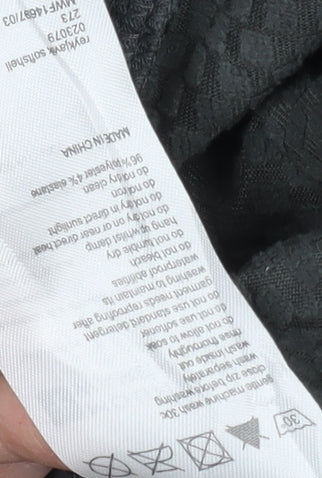 30°
gentle machine wash 30c
close zip before washing
wash separately
wash inside out
rinse thoroughly
do not allow to soak
do not use softener
do not use standard detergent
garment needs reproofing after
washing to maintain its
waterproof abilities
do not bleach
do not tumble dry
hang up whilst damp
do not dry on or near direct heat
do not dry in direct sunlight
do not iron
do not dry clean
96% polyester 4% elastane
MADE IN CHINA
reyjavik softshell
023079
273
MWF14687/03